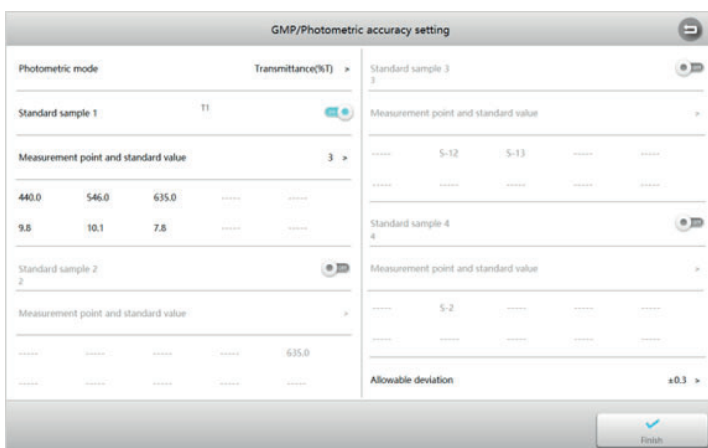 GMP/Photometric accuracy setting
Photometric mode Transmittance(%T) >
Standard sample 1 T1
Measurement point and standard value 3 >
440.0 546.0 635.0 ----- -----
9.8 10.1 7.8 ----- -----
Standard sample 2 Off
2
Measurement point and standard value >
----- ----- ----- ----- 635.0
----- ----- ----- ----- -----
Standard sample 3 Off
3
Measurement point and standard value >
----- S-12 S-13 ----- -----
----- ----- ----- ----- -----
Standard sample 4 Off
4
Measurement point and standard value >
----- S-2 ----- ----- -----
----- ----- ----- ----- -----
Allowable deviation ±0.3 >
Finish